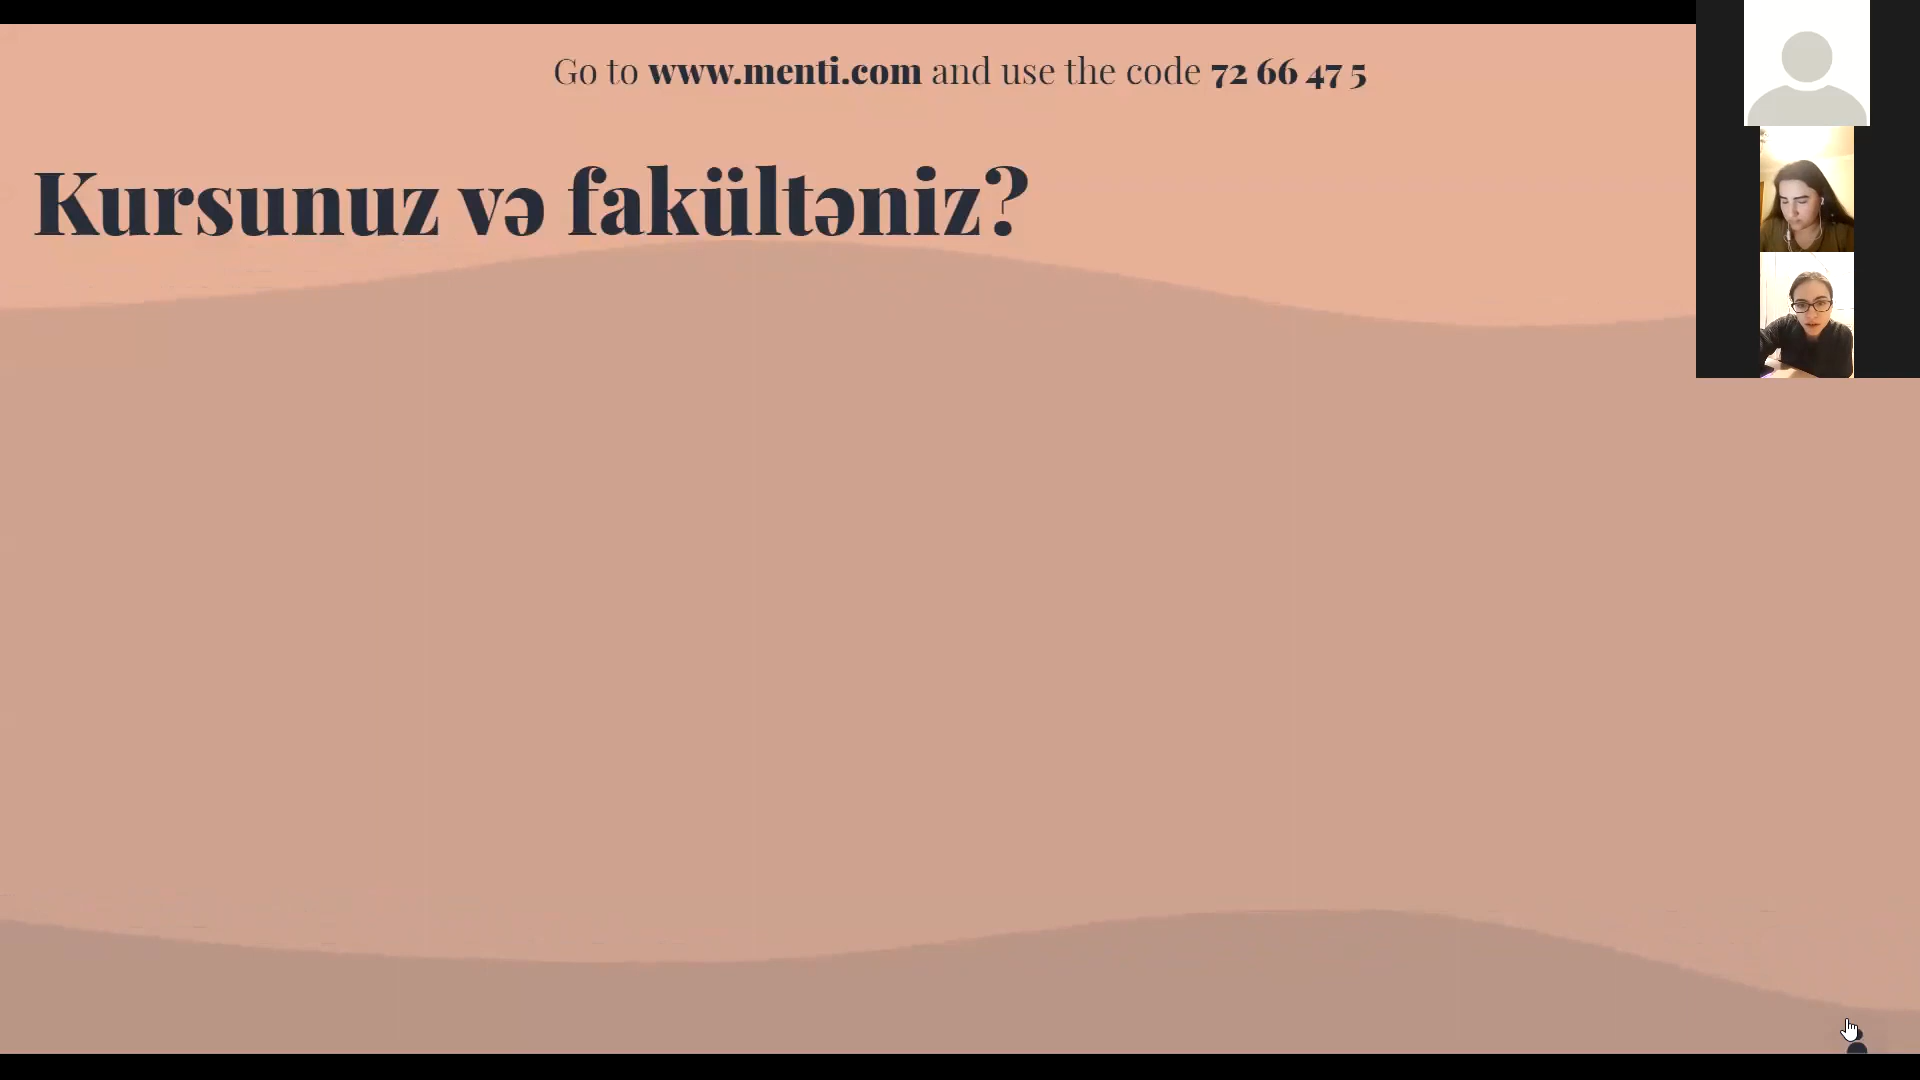 Go to www.menti.com and use the code 72 66 47 5
Kursunuz və fakültəniz?